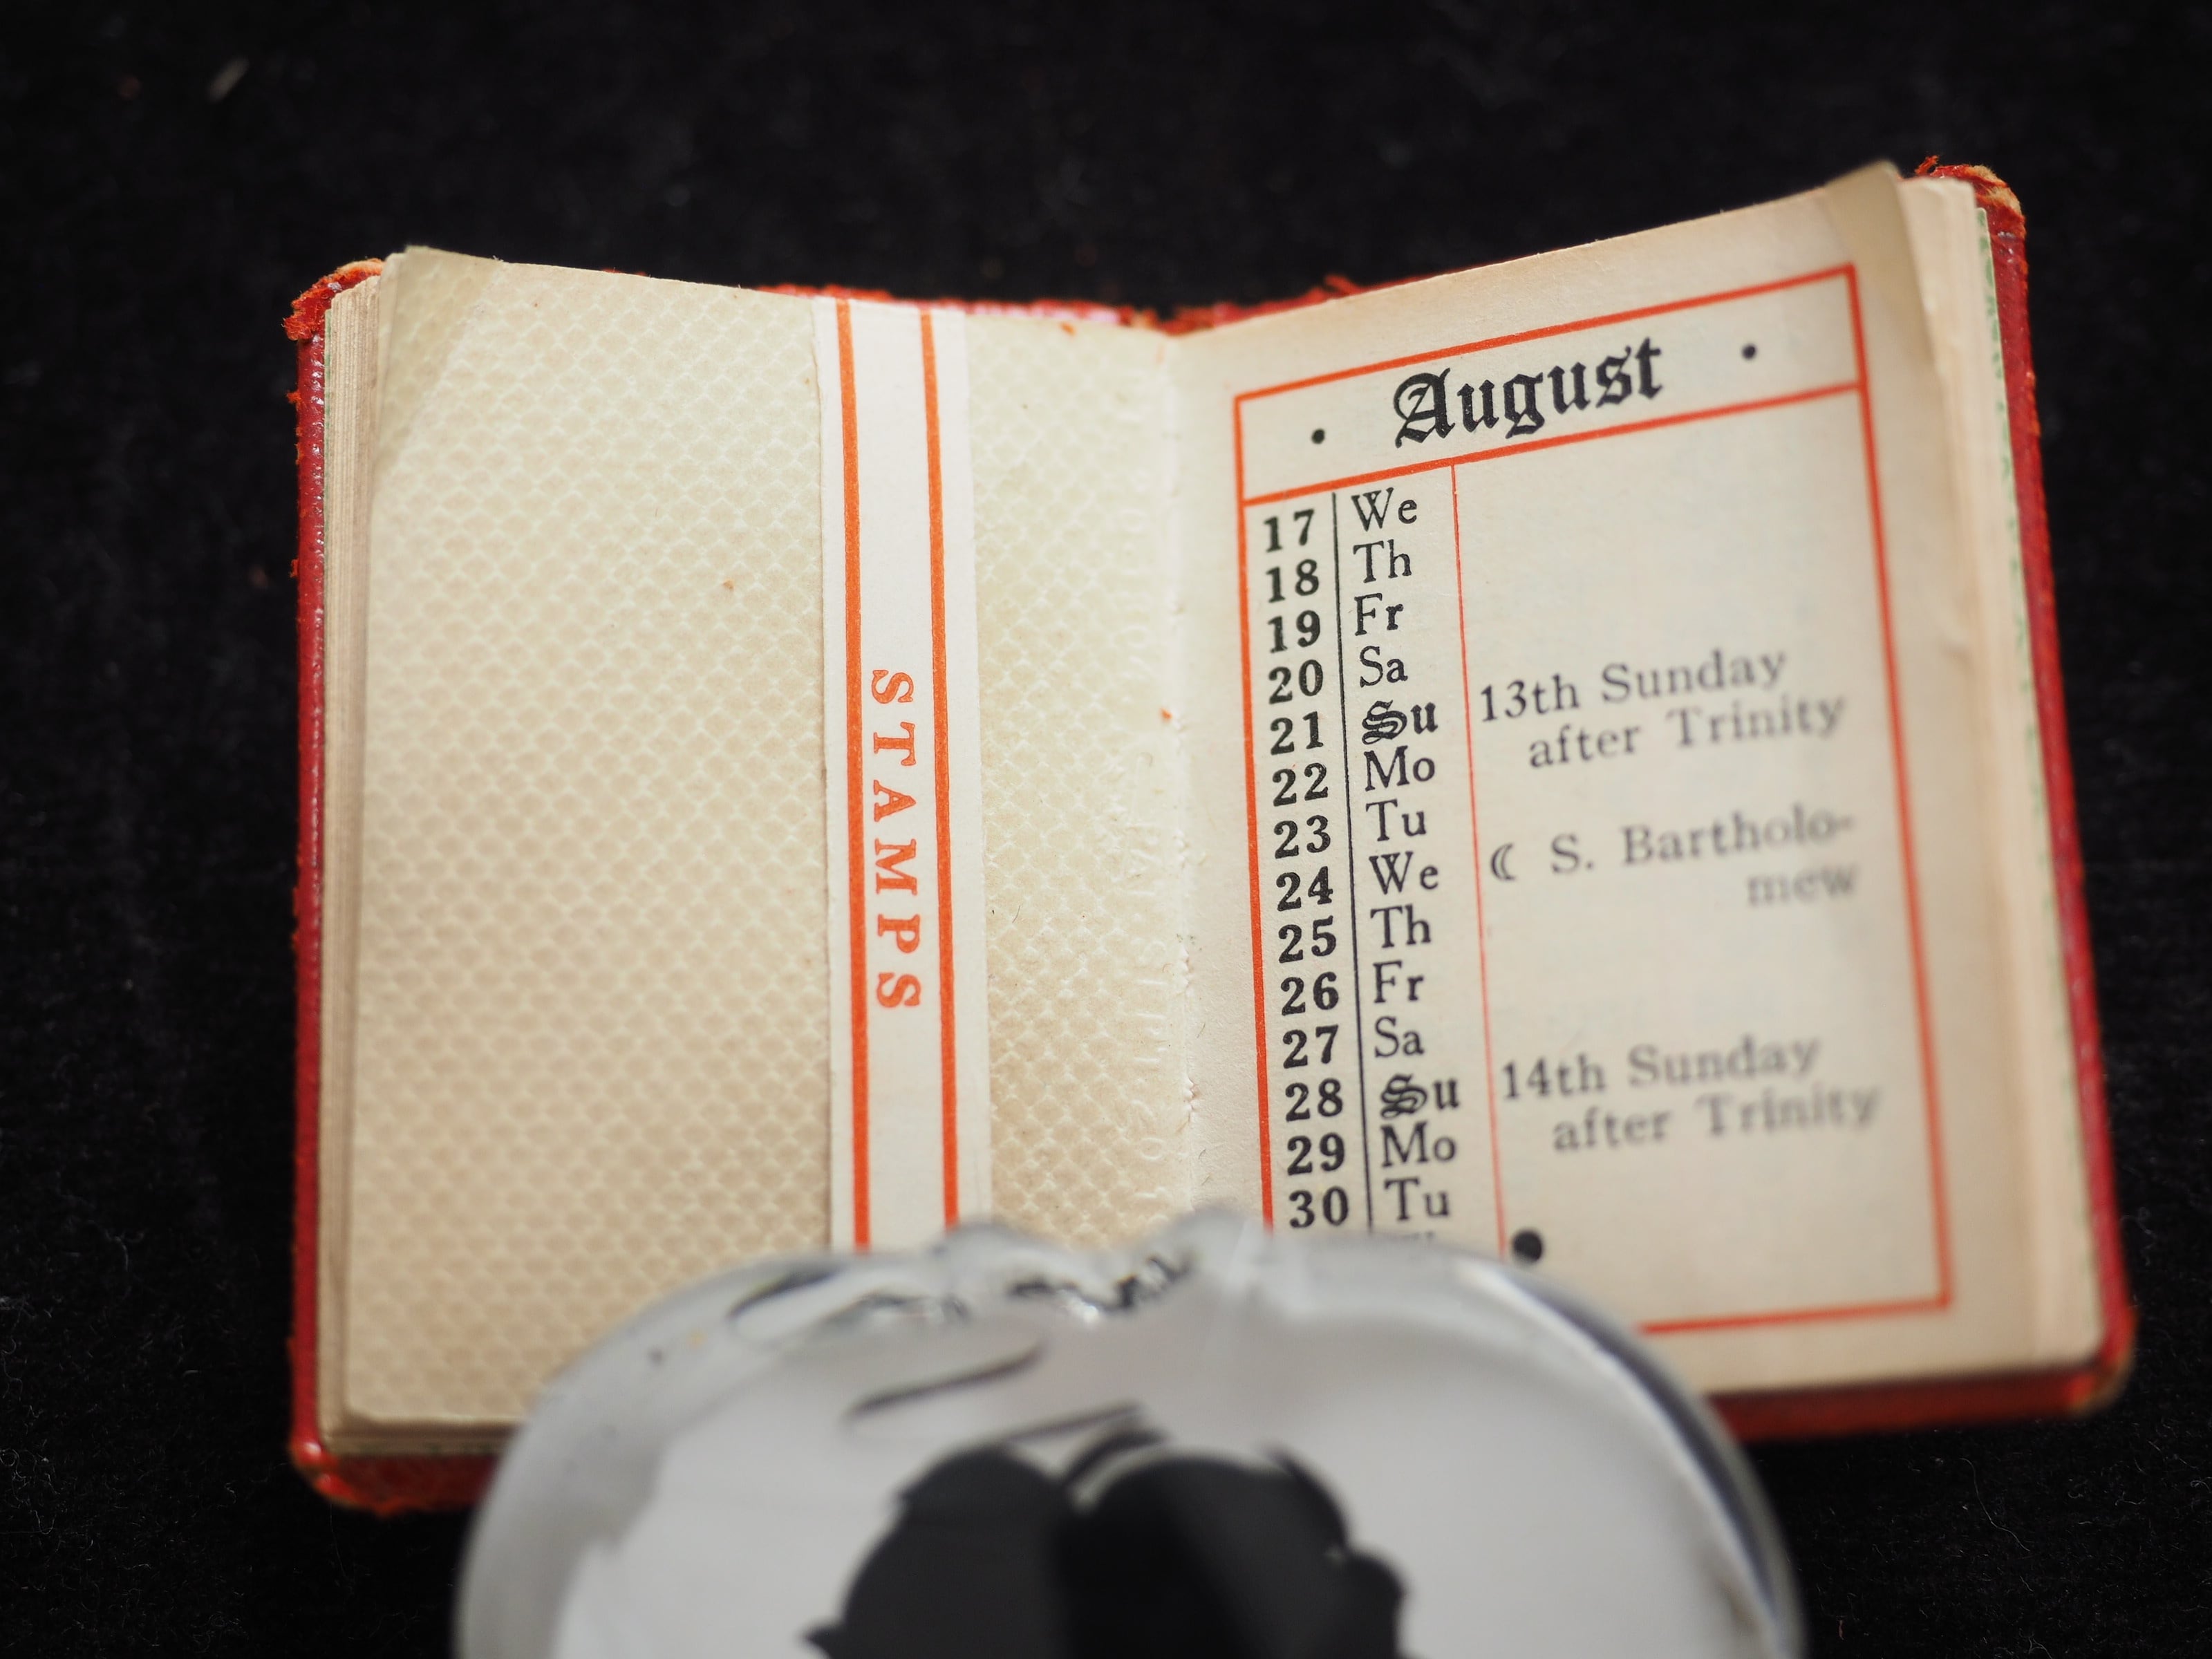 STAMPS
· August ·
17 We
18 Th
19 Fr
20 Sa
21 Su 13th Sunday
after Trinity
22 Mo
23 Tu
24 We ☾ S. Bartholo-
mew
25 Th
26 Fr
27 Sa
28 Su 14th Sunday
after Trinity
29 Mo
30 Tu